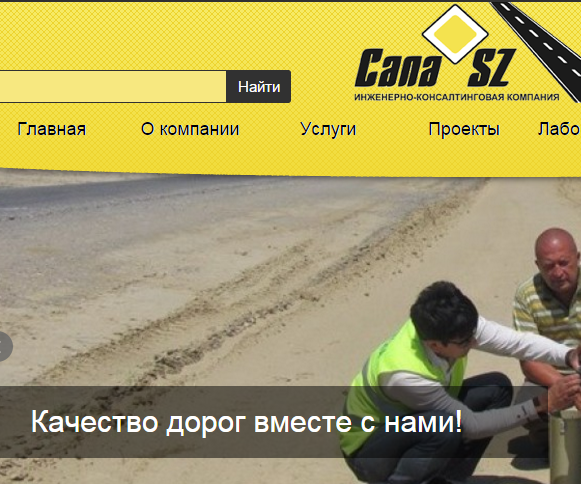 Сапа SZ
ИНЖЕНЕРНО-КОНСАЛТИНГОВАЯ КОМПАНИЯ
Найти
Главная О компании Услуги Проекты Лабо
Качество дорог вместе с нами!